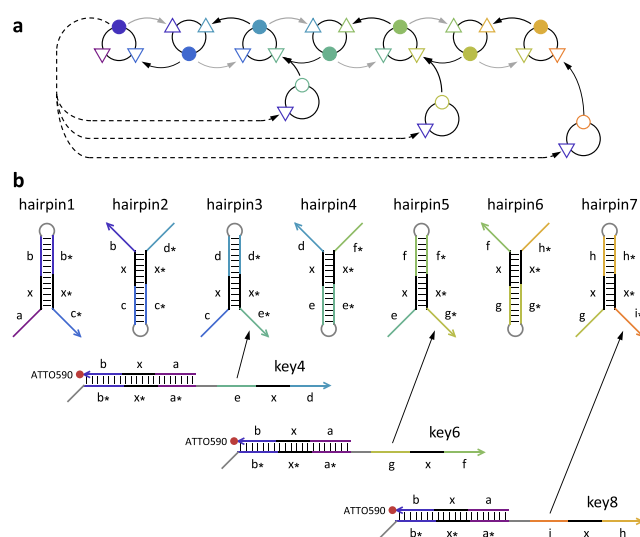 a
b
hairpin1 hairpin2 hairpin3 hairpin4 hairpin5 hairpin6 hairpin7
b b* b d* d d* d f* f f* f h* h h*
x x* x x* x x* x x* x x* x x* x x*
a c* c c* c e* e e* e g* g g* g i*
b x a
ATTO590
key4
b* x* a* e x d
b x a
ATTO590
key6
b* x* a* g x f
b x a
ATTO590
key8
b* x* a* i x h